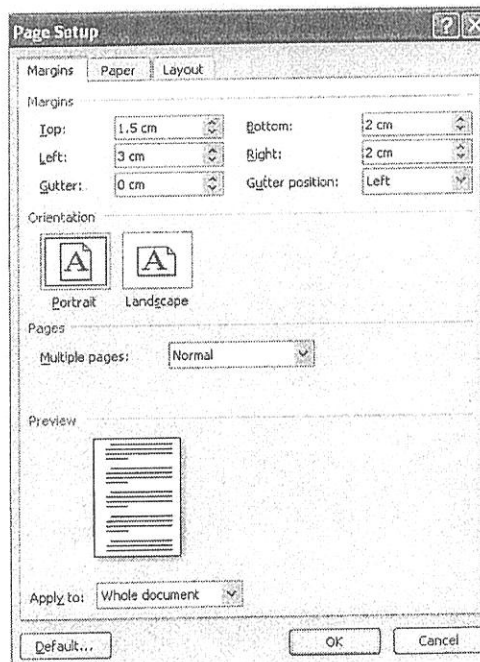 Page Setup
Margins Paper Layout
Margins
Top: 1.5 cm Bottom: 2 cm
Left: 3 cm Right: 2 cm
Gutter: 0 cm Gutter position: Left
Orientation
A A
Portrait Landscape
Pages
Multiple pages: Normal
Preview
Apply to: Whole document
Default... OK Cancel